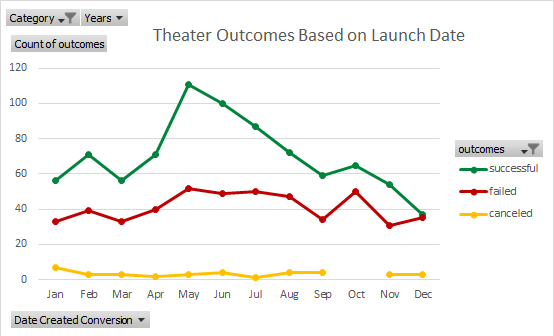 Category Years
Count of outcomes
Theater Outcomes Based on Launch Date
120
100
80
60
40
20
0
Jan Feb Mar Apr May Jun Jul Aug Sep Oct Nov Dec
outcomes
successful
failed
canceled
Date Created Conversion